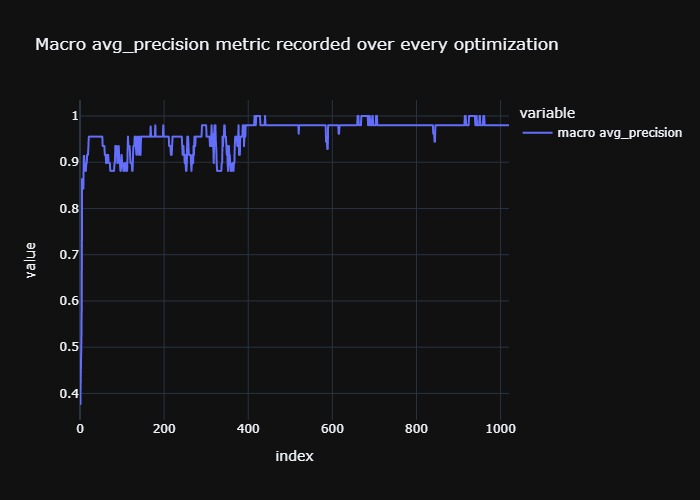 Macro avg_precision metric recorded over every optimization
variable
macro avg_precision
value
1
0.9
0.8
0.7
0.6
0.5
0.4
0
200
400
600
800
1000
index